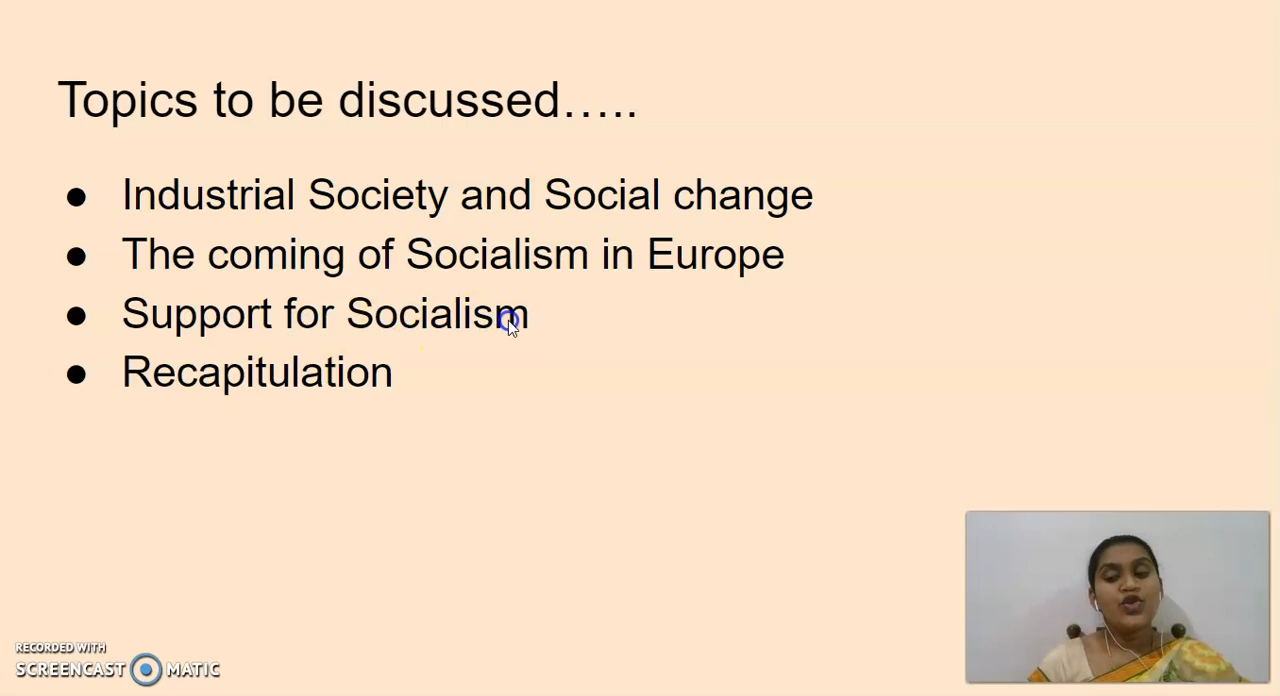 Topics to be discussed…..
● Industrial Society and Social change
● The coming of Socialism in Europe
● Support for Socialism
● Recapitulation
RECORDED WITH
SCREENCAST MATIC